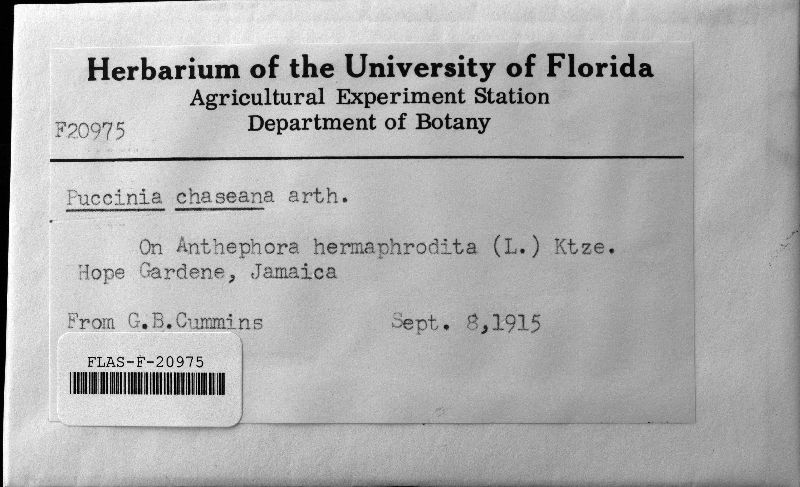 Herbarium of the University of Florida
Agricultural Experiment Station
Department of Botany
F20975
Puccinia chaseana arth.
On Anthephora hermaphrodita (L.) Ktze.
Hope Gardene, Jamaica
From G.B.Cummins Sept. 8,1915
FLAS-F-20975